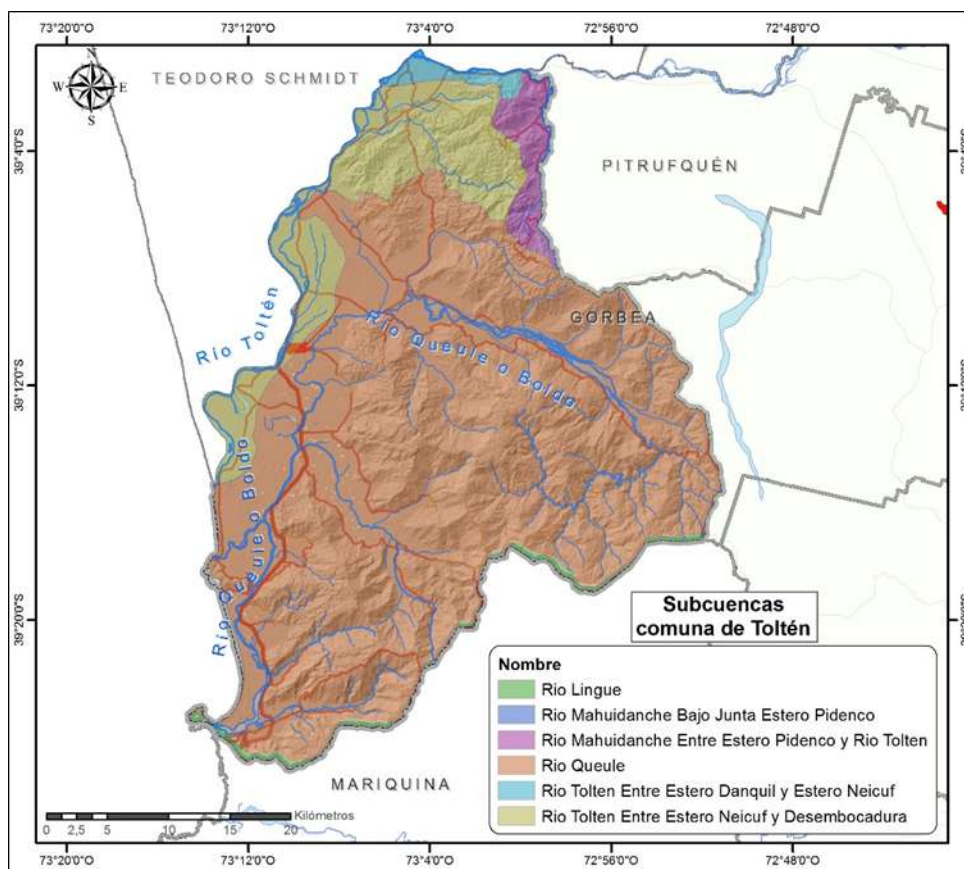 73°20'0"O 73°12'0"O 73°4'0"O 72°56'0"O 72°48'0"O
N
W E
S
TEODORO SCHMIDT
PITRUFQUÉN
39°4'0"S
GORBEA
Río Toltén
Río Queule o Boldo
39°12'0"S
Río Queule o Boldo
39°20'0"S
Subcuencas
comuna de Toltén
Nombre
Rio Lingue
Rio Mahuidanche Bajo Junta Estero Pidenco
Rio Mahuidanche Entre Estero Pidenco y Rio Tolten
Rio Queule
Rio Tolten Entre Estero Danquil y Estero Neicuf
Rio Tolten Entre Estero Neicuf y Desembocadura
MARIQUINA
0 2,5 5 10 15 20 Kilómetros
73°20'0"O 73°12'0"O 73°4'0"O 72°56'0"O 72°48'0"O